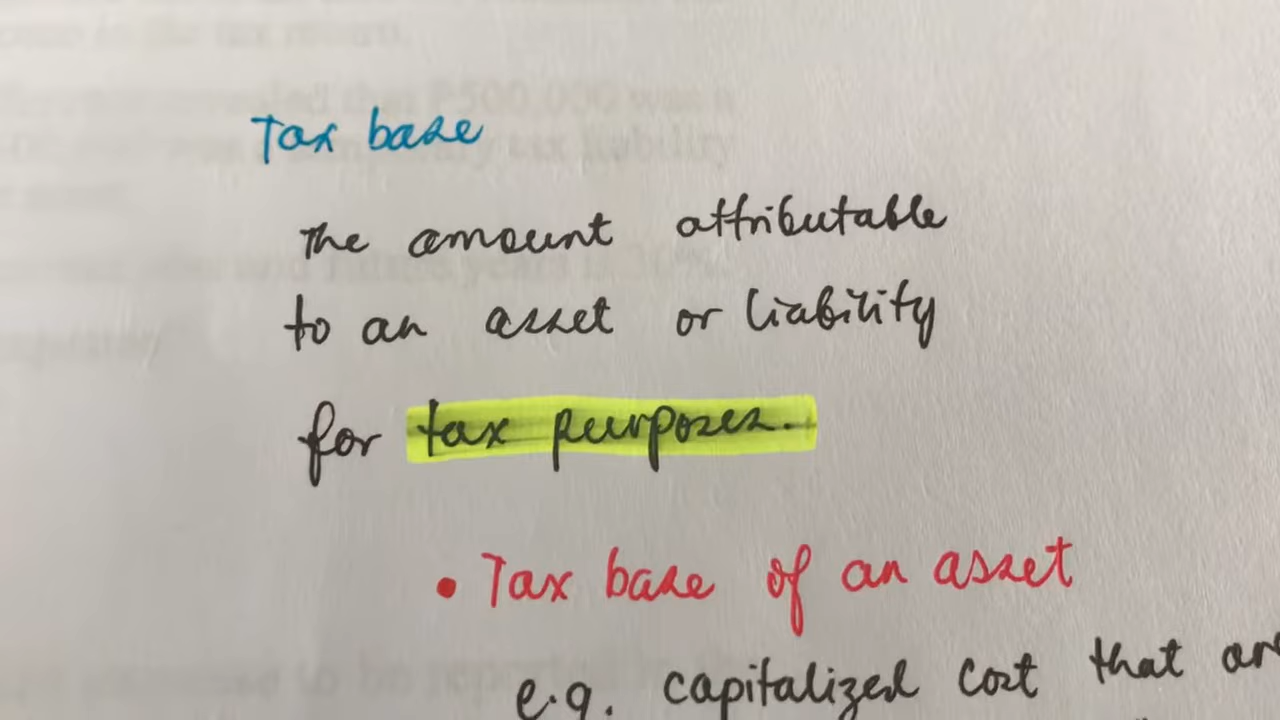 Tax base
The amount attributable
to an asset or liability
for tax purposes.
• Tax base of an asset
e.g. capitalized cost that